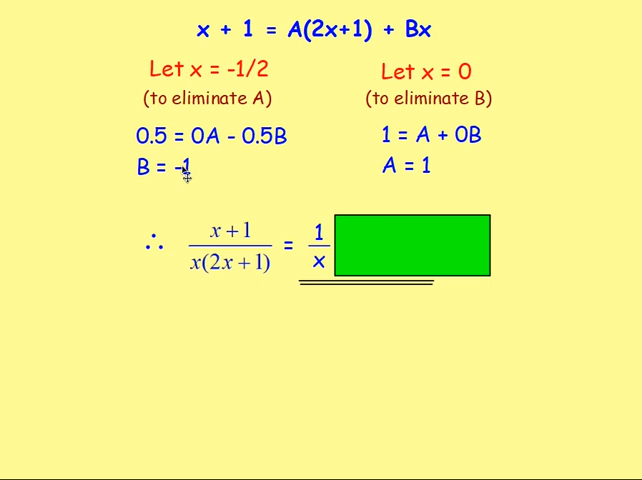 x + 1 = A(2x+1) + Bx
Let x = -1/2
(to eliminate A)
0.5 = 0A - 0.5B
B = -1
Let x = 0
(to eliminate B)
1 = A + 0B
A = 1
∴ x+1 / x(2x+1) = 1/x